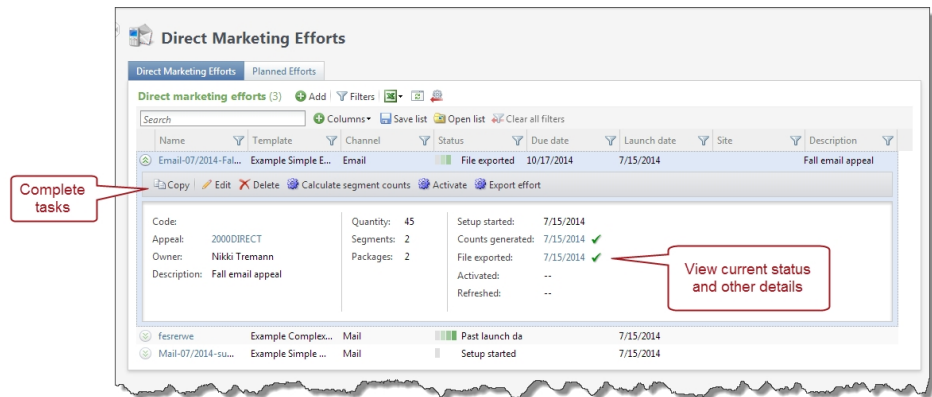 Direct Marketing Efforts
Direct Marketing Efforts Planned Efforts
Direct marketing efforts (3) Add Filters
Search Columns Save list Open list Clear all filters
Name Template Channel Status Due date Launch date Site Description
Email-07/2014-Fal... Example Simple E... Email File exported 10/17/2014 7/15/2014 Fall email appeal
Complete
tasks
Copy Edit Delete Calculate segment counts Activate Export effort
Code: Quantity: 45 Setup started: 7/15/2014
Appeal: 2000DIRECT Segments: 2 Counts generated: 7/15/2014
Owner: Nikki Tremann Packages: 2 File exported: 7/15/2014
Description: Fall email appeal Activated: --
Refreshed: --
View current status
and other details
fesrerwe Example Complex... Mail Past launch da 7/15/2014
Mail-07/2014-su... Example Simple ... Mail Setup started 7/15/2014